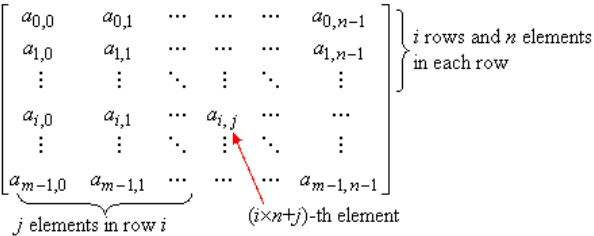 a0,0 a0,1 ⋯ ⋯ ⋯ a0,n−1
a1,0 a1,1 ⋯ ⋯ ⋯ a1,n−1
⋮ ⋮ ⋱ ⋮ ⋱ ⋮
ai,0 ai,1 ⋯ ai, j ⋯ ⋯
⋮ ⋮ ⋱ ⋮ ⋱ ⋮
am−1,0 am−1,1 ⋯ ⋯ ⋯ am−1, n−1
i rows and n elements
in each row
j elements in row i
(i×n+j)-th element